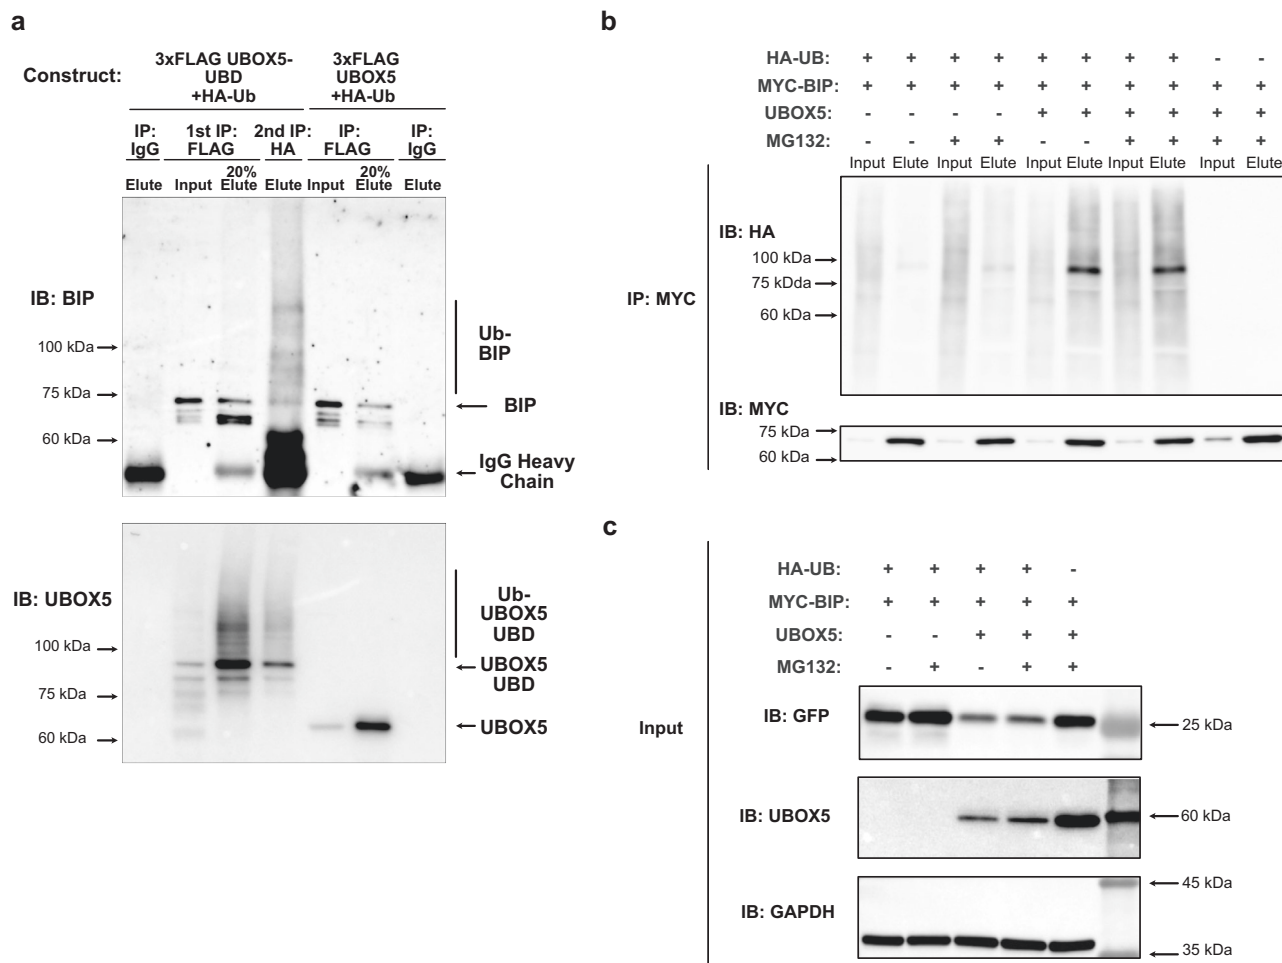 a
Construct:
3xFLAG UBOX5-
UBD
+HA-Ub
3xFLAG
UBOX5
+HA-Ub
IP:
IgG
1st IP:
FLAG
2nd IP:
HA
IP:
FLAG
IP:
IgG
Elute
Input
20%
Elute
Elute
Input
20%
Elute
Elute
IB: BIP
100 kDa
75 kDa
60 kDa
Ub-
BIP
BIP
IgG Heavy
Chain
IB: UBOX5
100 kDa
75 kDa
60 kDa
Ub-
UBOX5
UBD
UBOX5
UBD
UBOX5
b
HA-UB: + + + + + + + + - -
MYC-BIP: + + + + + + + + + +
UBOX5: - - - - + + + + + +
MG132: - - + + - - + + + +
Input Elute Input Elute Input Elute Input Elute Input Elute
IP: MYC
IB: HA
100 kDa
75 kDda
60 kDa
IB: MYC
75 kDa
60 kDa
c
HA-UB: + + + + -
MYC-BIP: + + + + +
UBOX5: - - + + +
MG132: - + - + +
Input
IB: GFP
25 kDa
IB: UBOX5
60 kDa
IB: GAPDH
45 kDa
35 kDa